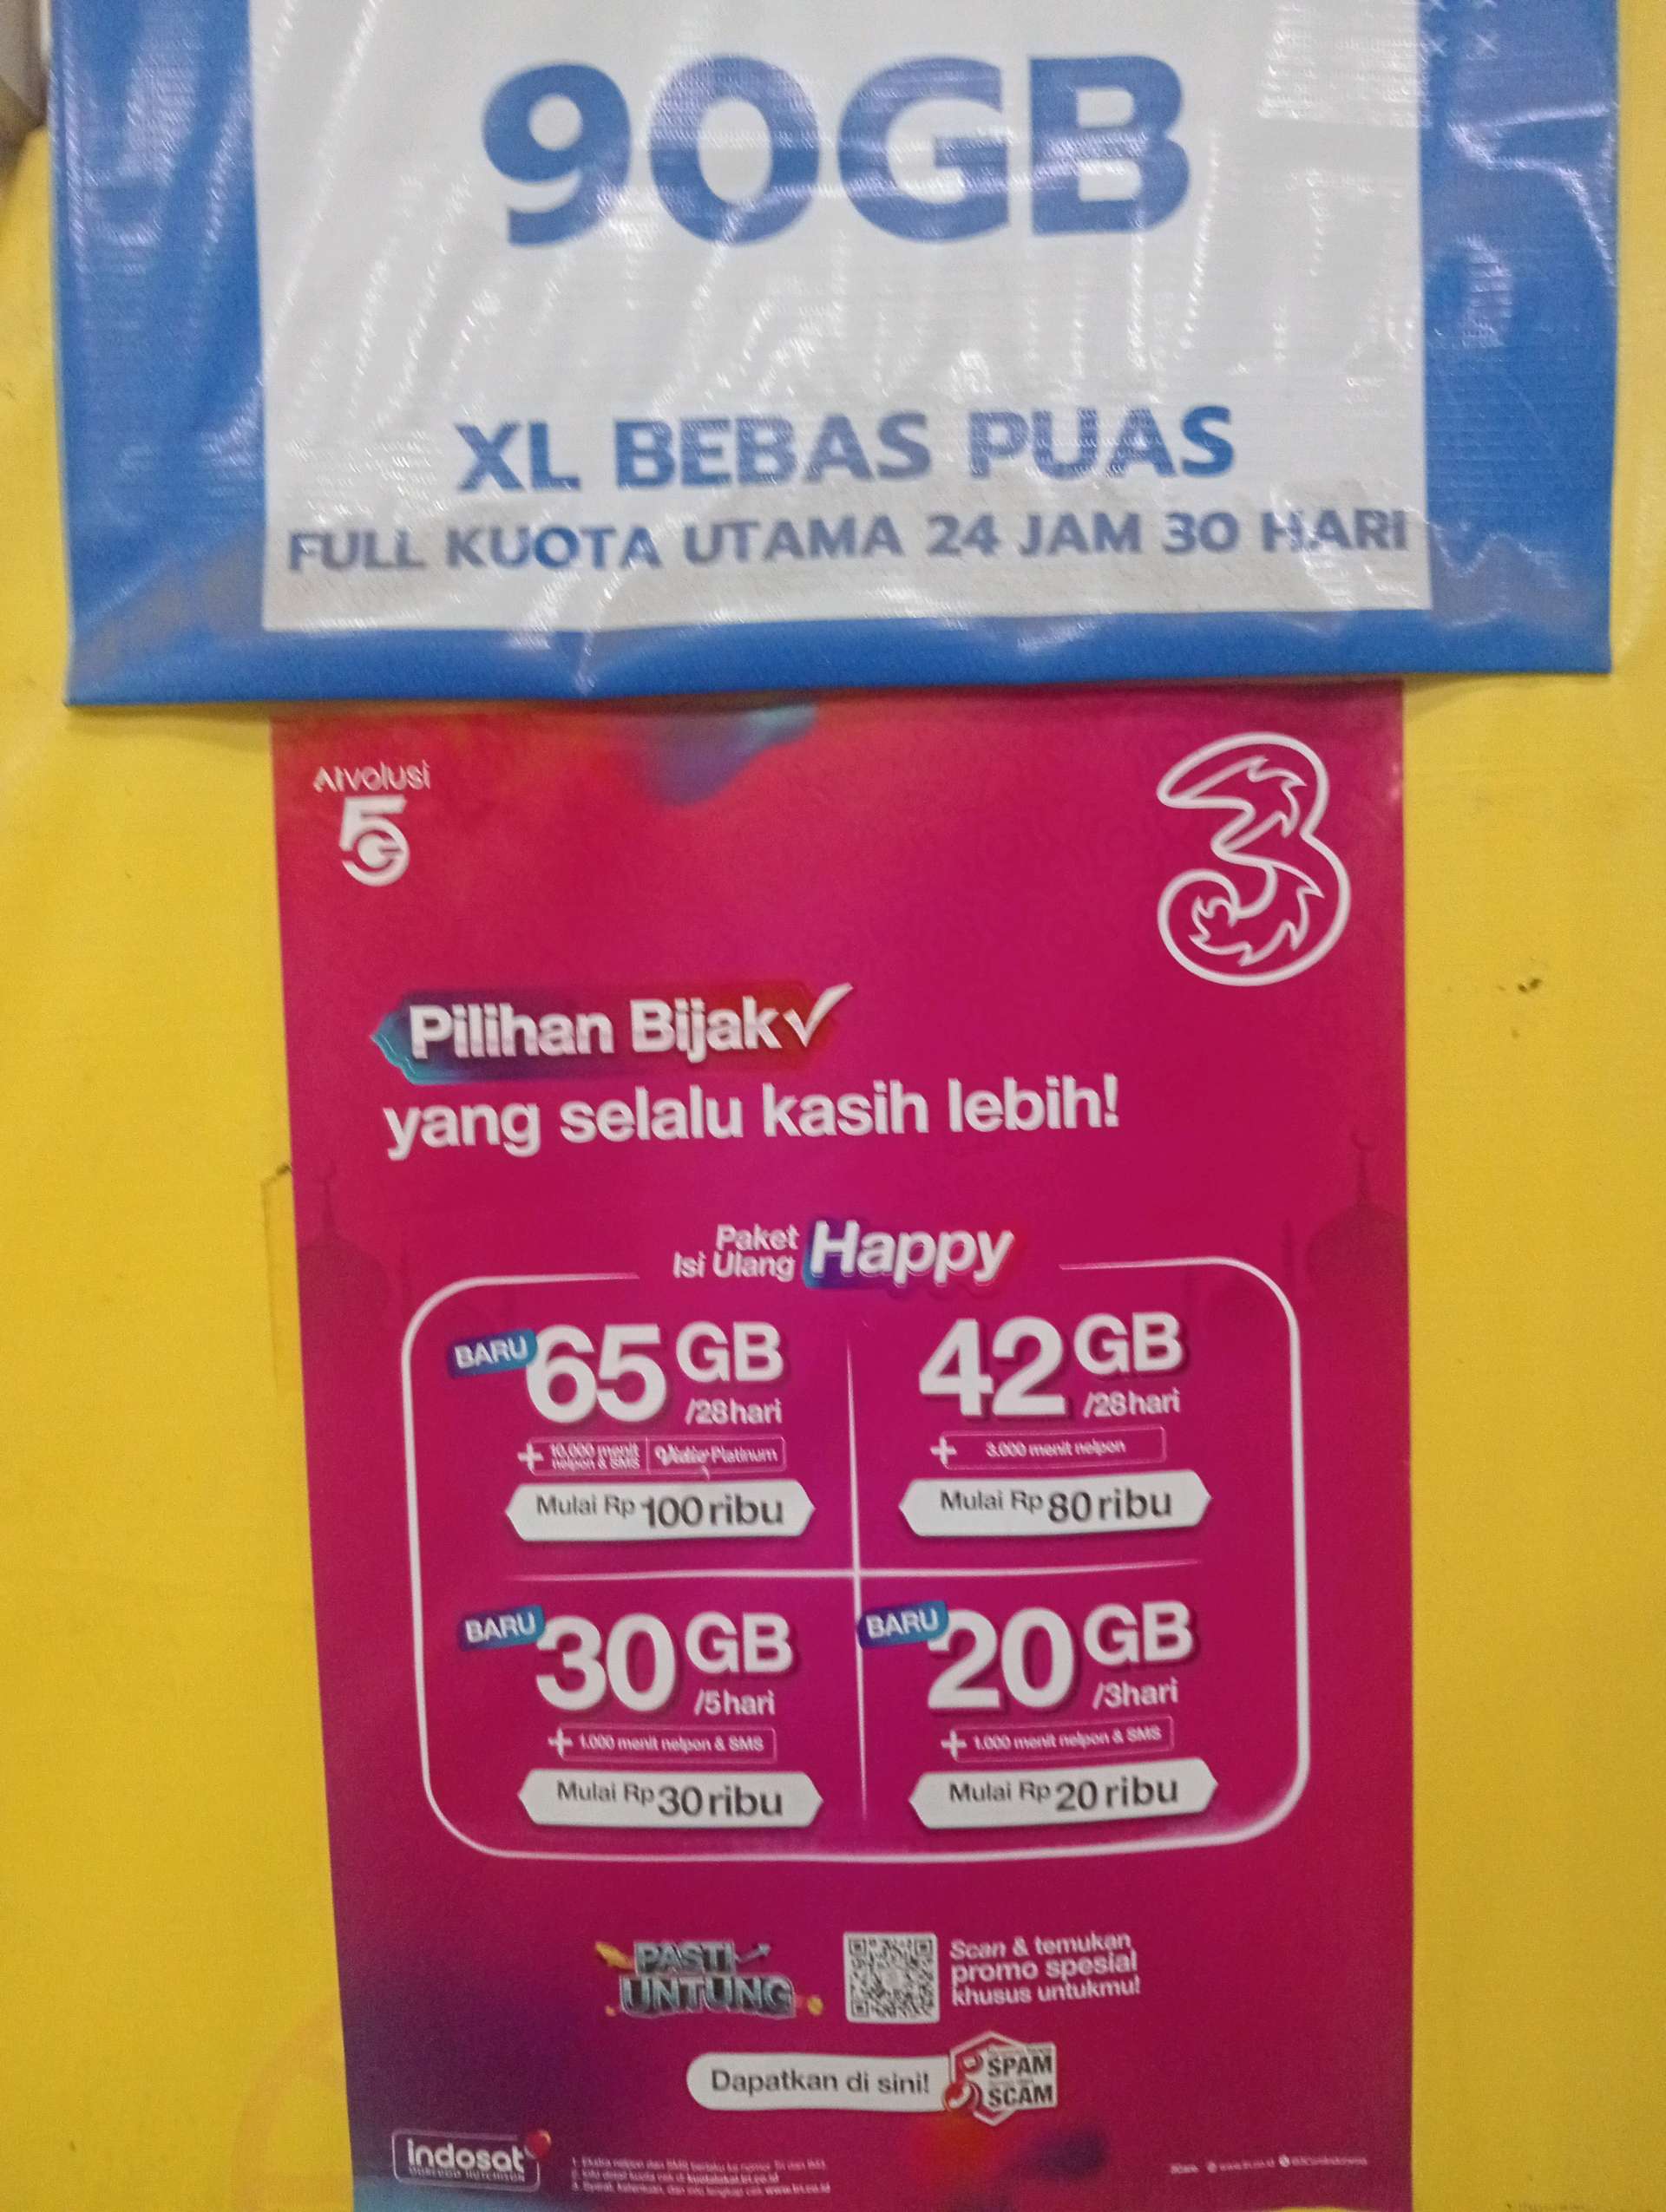 90GB
XL BEBAS PUAS
FULL KUOTA UTAMA 24 JAM 30 HARI
AIvolusi
5G
3
Pilihan Bijak
yang selalu kasih lebih!
Paket
Isi Ulang Happy
BARU 65 GB
/28hari
+ 10.000 menit
nelpon & SMS
Vidio Platinum
Mulai Rp 100 ribu
42 GB
/28hari
+ 3.000 menit nelpon
Mulai Rp 80 ribu
BARU 30 GB
/5hari
+ 1.000 menit nelpon & SMS
Mulai Rp 30 ribu
BARU 20 GB
/3hari
+ 1.000 menit nelpon & SMS
Mulai Rp 20 ribu
PASTI
UNTUNG
Scan & temukan
promo spesial
khusus untukmu!
Dapatkan di sini!
SPAM
SCAM
indosat
OOREDOO HUTCHISON